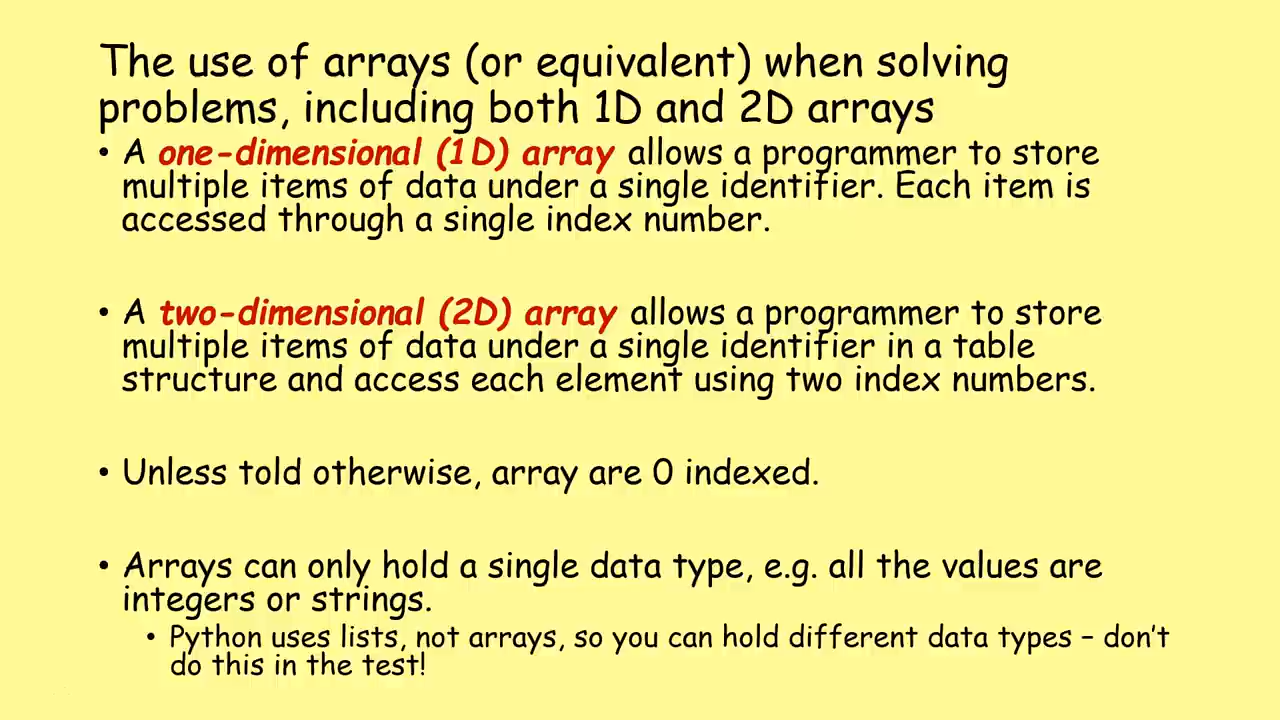 The use of arrays (or equivalent) when solving
problems, including both 1D and 2D arrays
• A one-dimensional (1D) array allows a programmer to store
multiple items of data under a single identifier. Each item is
accessed through a single index number.
• A two-dimensional (2D) array allows a programmer to store
multiple items of data under a single identifier in a table
structure and access each element using two index numbers.
• Unless told otherwise, array are 0 indexed.
• Arrays can only hold a single data type, e.g. all the values are
integers or strings.
• Python uses lists, not arrays, so you can hold different data types – don't
do this in the test!